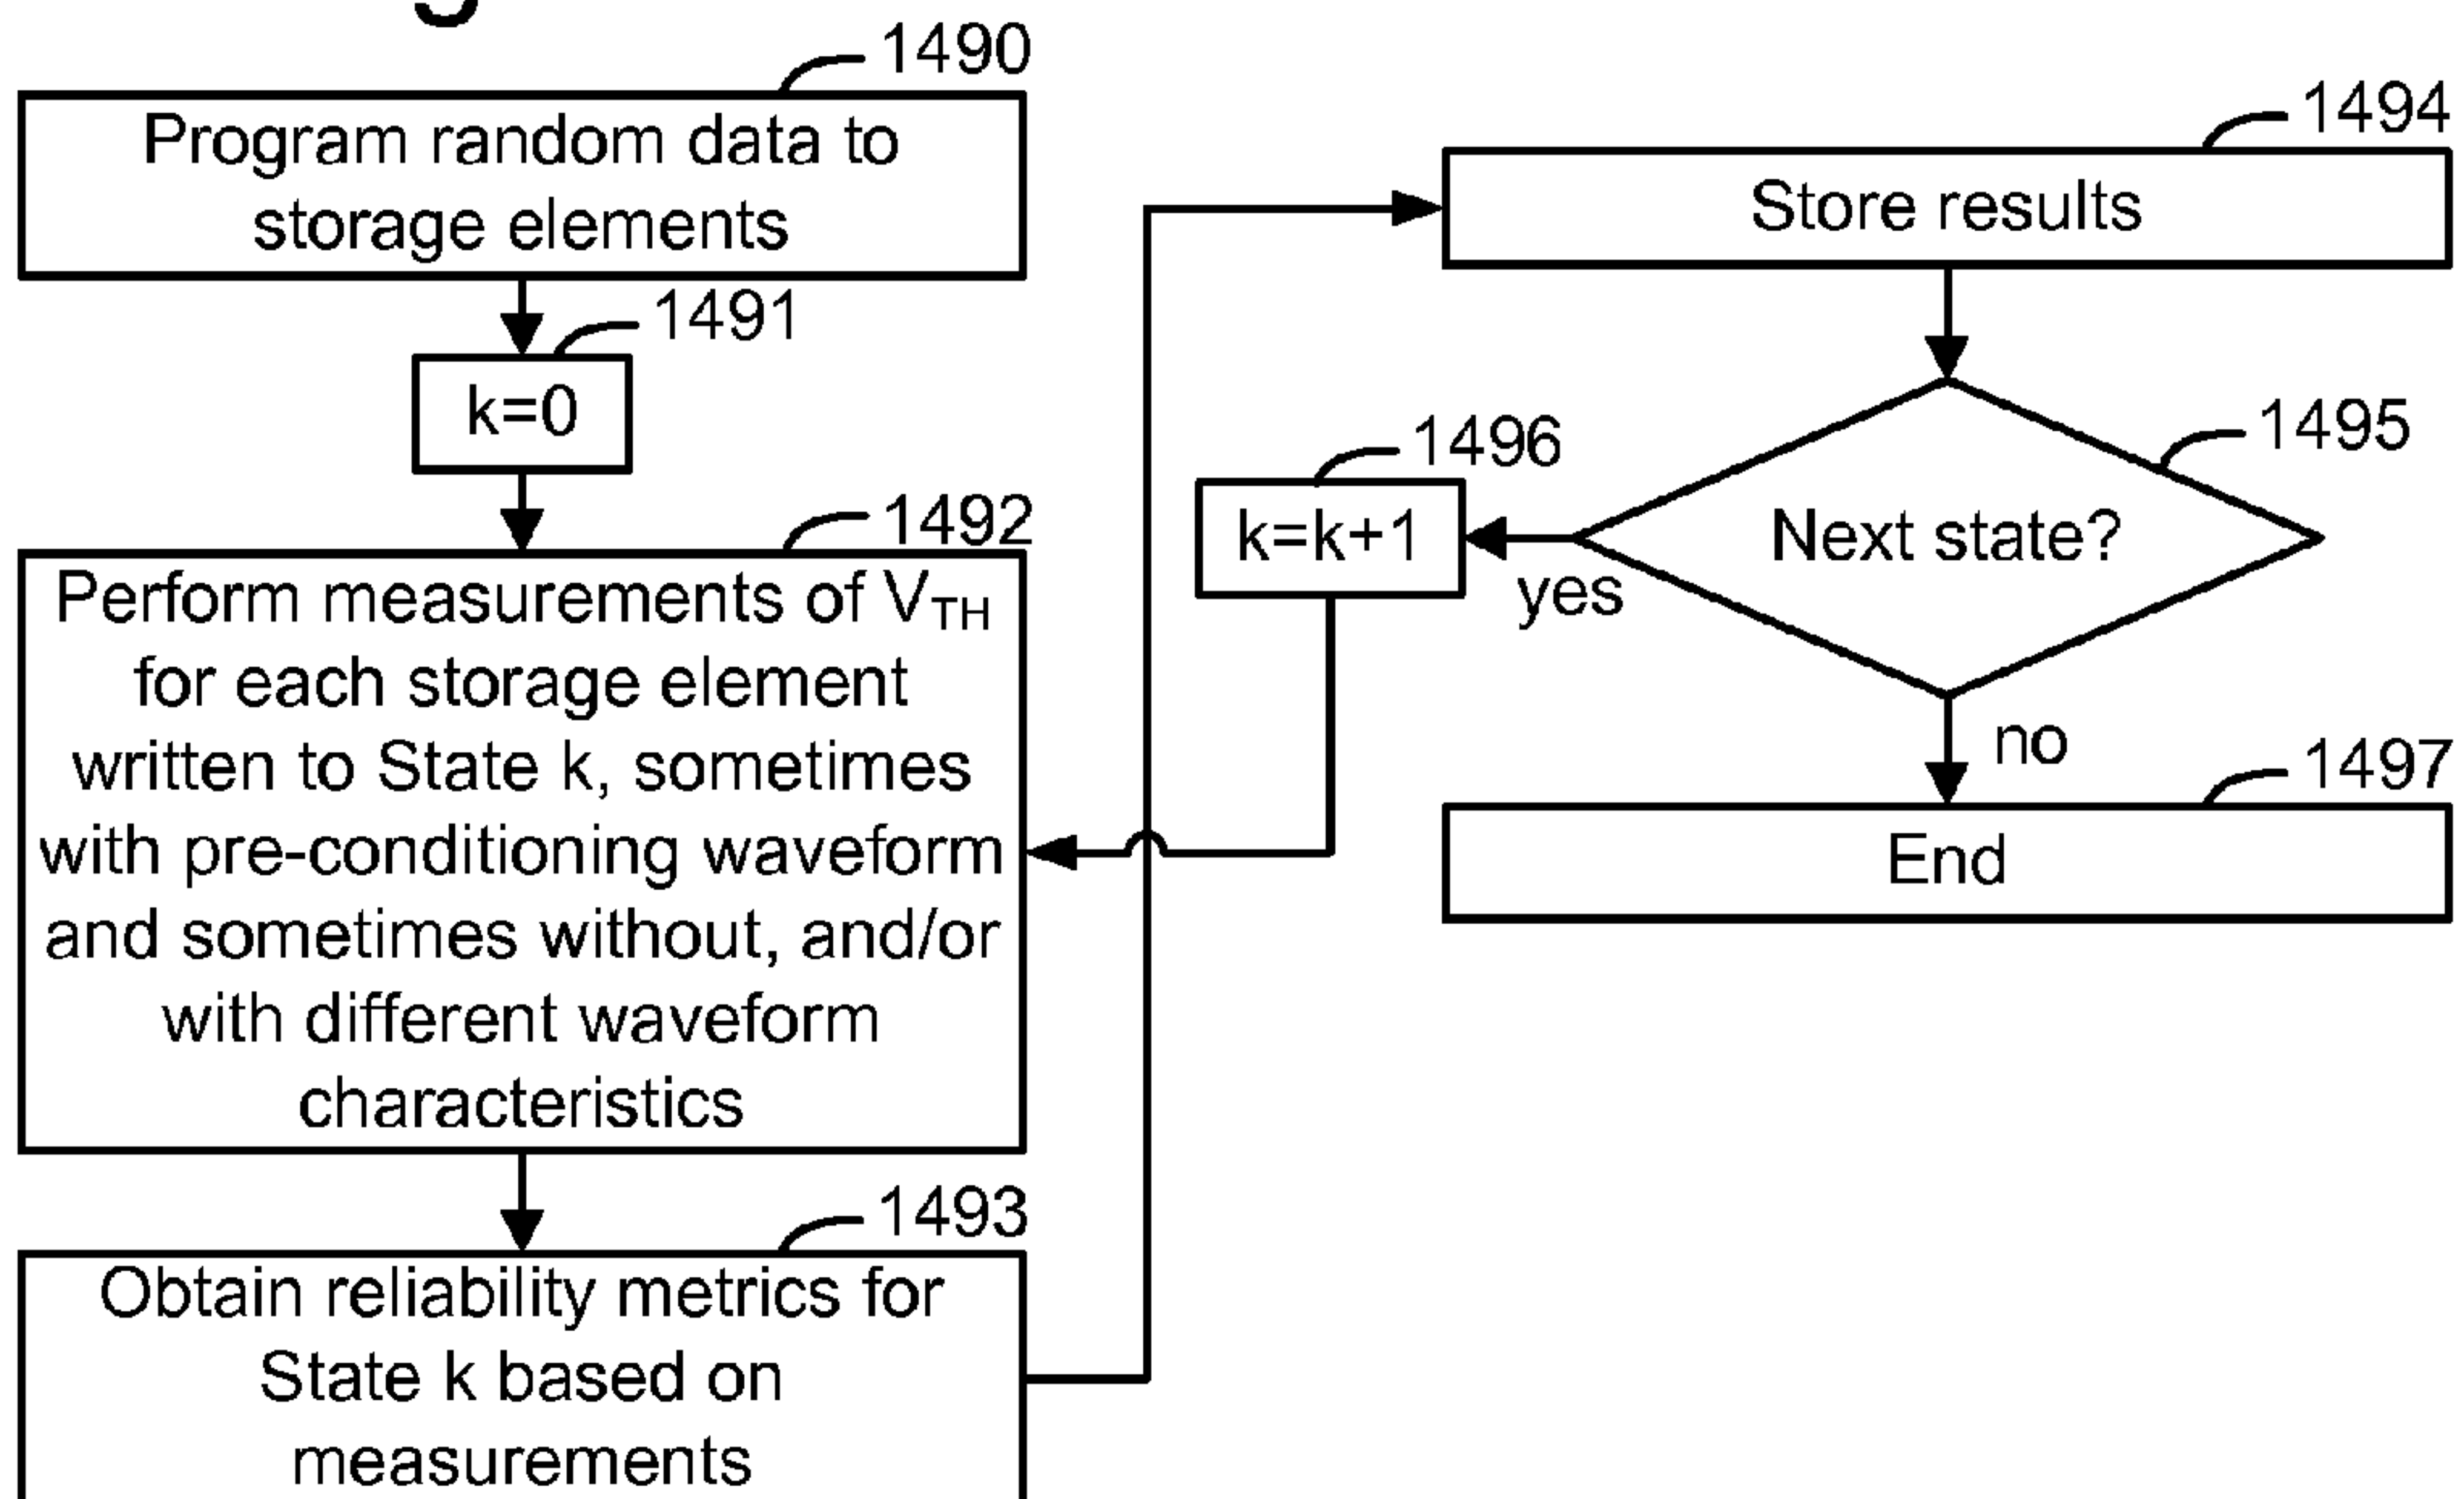 1490
Program random data to
storage elements
1491
k=0
1492
Perform measurements of VTH
for each storage element
written to State k, sometimes
with pre-conditioning waveform
and sometimes without, and/or
with different waveform
characteristics
1493
Obtain reliability metrics for
State k based on
measurements
1494
Store results
1495
Next state?
yes
1496
k=k+1
no
1497
End